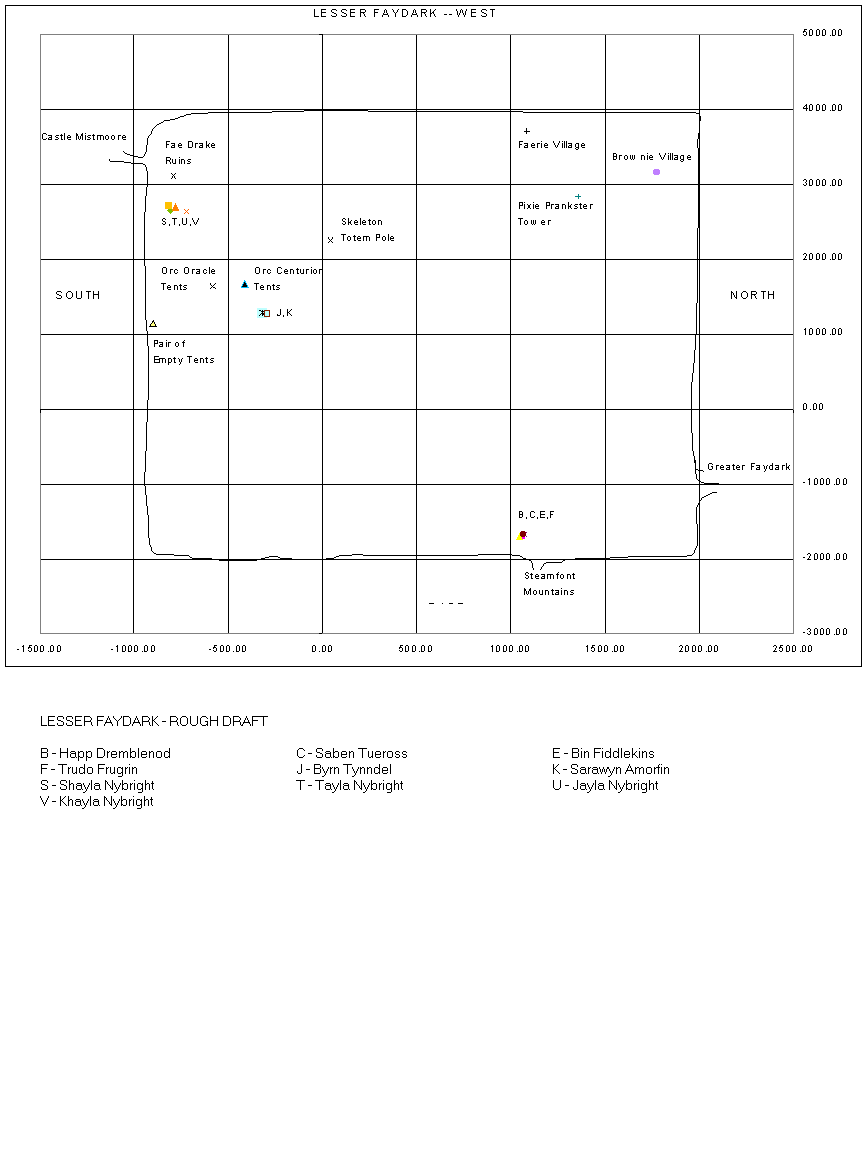 LESSER FAYDARK -- WEST
5000.00
4000.00
Castle Mistmoore
Fae Drake
Ruins
Faerie Village
Brownie Village
3000.00
Pixie Prankster
Tower
S,T,U,V
Skeleton
Totem Pole
2000.00
Orc Oracle
Tents
Orc Centurion
Tents
SOUTH
NORTH
J,K
1000.00
Pair of
Empty Tents
0.00
Greater Faydark
-1000.00
B,C,E,F
-2000.00
Steamfont
Mountains
-3000.00
-1500.00 -1000.00 -500.00 0.00 500.00 1000.00 1500.00 2000.00 2500.00
LESSER FAYDARK - ROUGH DRAFT
B - Happ Dremblenod C - Saben Tueross E - Bin Fiddlekins
F - Trudo Frugrin J - Byrn Tynndel K - Sarawyn Amorfin
S - Shayla Nybright T - Tayla Nybright U - Jayla Nybright
V - Khayla Nybright